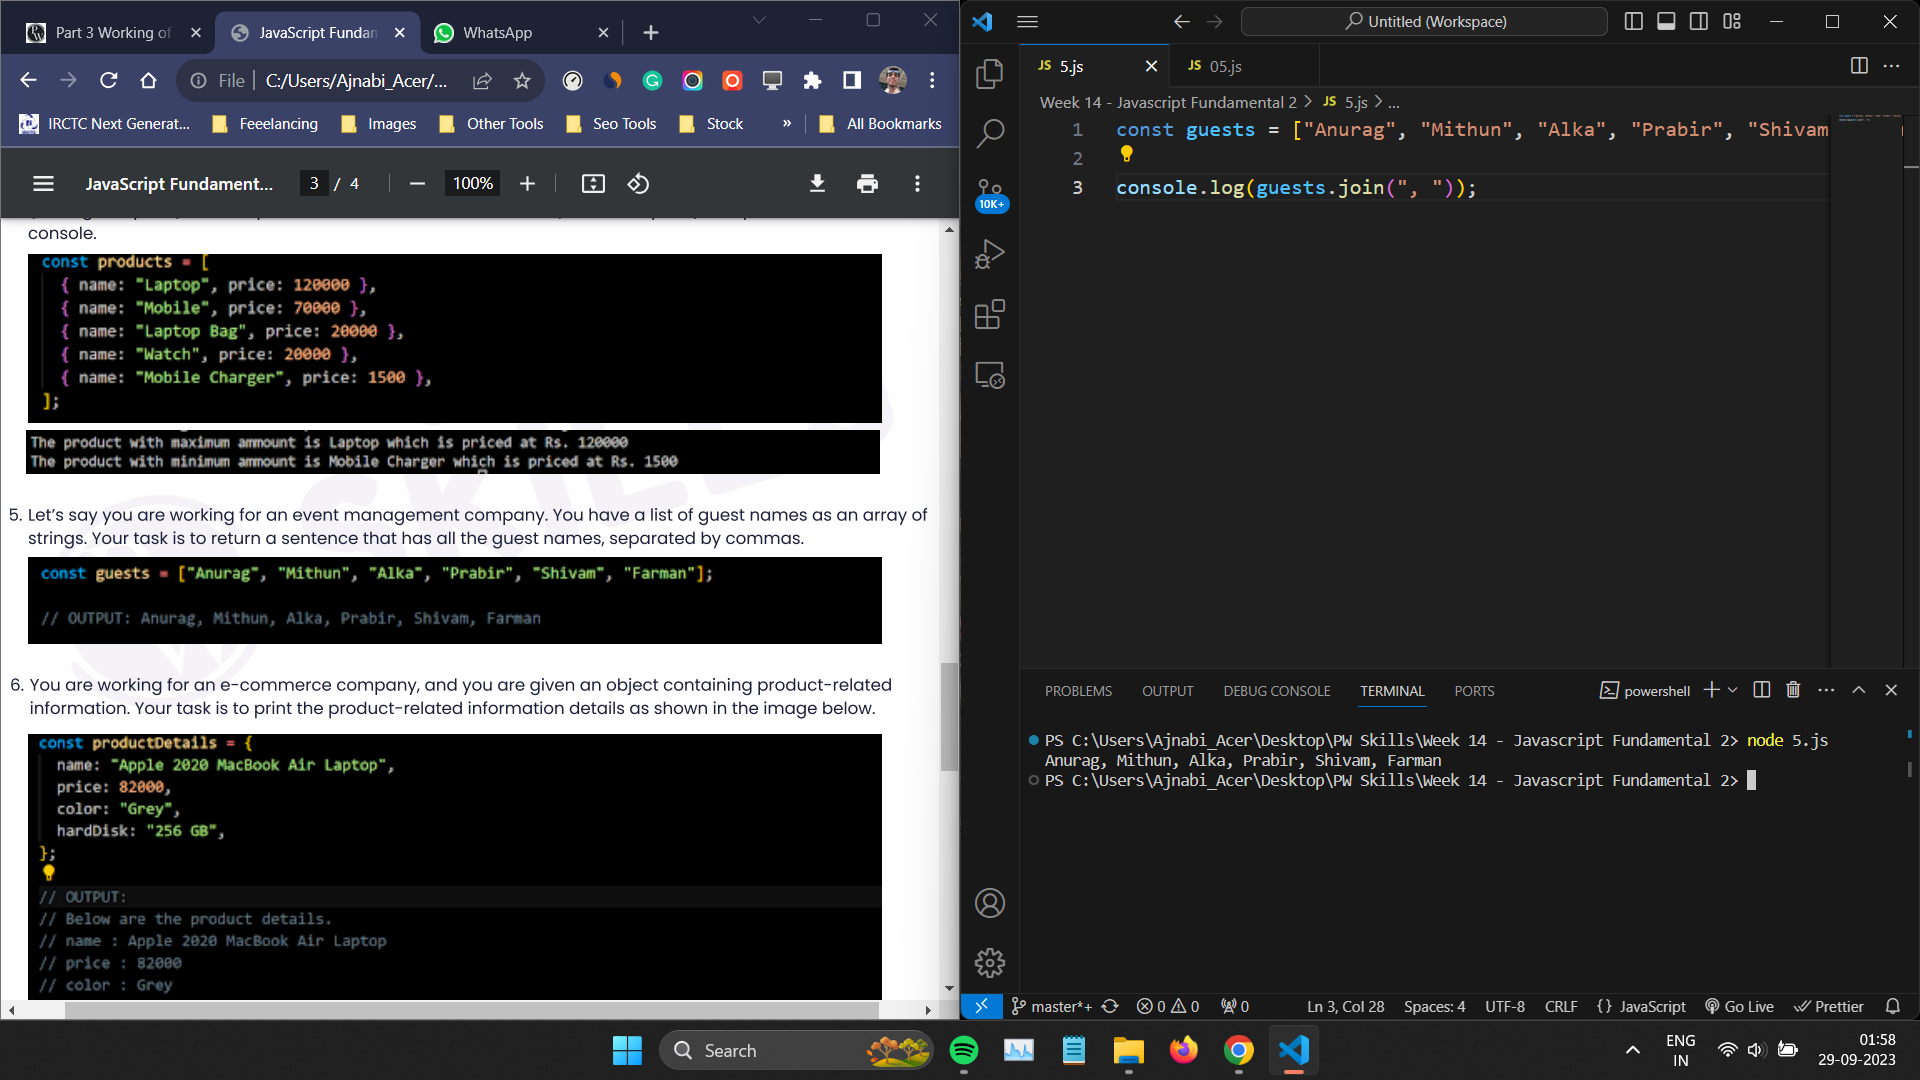 Part 3 Working of
JavaScript Fundam
WhatsApp
File
C:/Users/Ajnabi_Acer/...
IRCTC Next Generat...
Feeelancing
Images
Other Tools
Seo Tools
Stock
»
All Bookmarks
JavaScript Fundament...
3 / 4
100%
console.
const products = [
{ name: "Laptop", price: 120000 },
{ name: "Mobile", price: 70000 },
{ name: "Laptop Bag", price: 20000 },
{ name: "Watch", price: 20000 },
{ name: "Mobile Charger", price: 1500 },
];
The product with maximum ammount is Laptop which is priced at Rs. 120000
The product with minimum ammount is Mobile Charger which is priced at Rs. 1500
5. Let's say you are working for an event management company. You have a list of guest names as an array of
strings. Your task is to return a sentence that has all the guest names, separated by commas.
const guests = ["Anurag", "Mithun", "Alka", "Prabir", "Shivam", "Farman"];
// OUTPUT: Anurag, Mithun, Alka, Prabir, Shivam, Farman
6. You are working for an e-commerce company, and you are given an object containing product-related
information. Your task is to print the product-related information details as shown in the image below.
const productDetails = {
name: "Apple 2020 MacBook Air Laptop",
price: 82000,
color: "Grey",
hardDisk: "256 GB",
};
// OUTPUT:
// Below are the product details.
// name : Apple 2020 MacBook Air Laptop
// price : 82000
// color : Grey
Untitled (Workspace)
JS 5.js
JS 05.js
Week 14 - Javascript Fundamental 2 > JS 5.js > ...
1 const guests = ["Anurag", "Mithun", "Alka", "Prabir", "Shivam
2
3 console.log(guests.join(", "));
10K+
PROBLEMS
OUTPUT
DEBUG CONSOLE
TERMINAL
PORTS
powershell
PS C:\Users\Ajnabi_Acer\Desktop\PW Skills\Week 14 - Javascript Fundamental 2> node 5.js
Anurag, Mithun, Alka, Prabir, Shivam, Farman
PS C:\Users\Ajnabi_Acer\Desktop\PW Skills\Week 14 - Javascript Fundamental 2>
master*+
0
0
0
Ln 3, Col 28
Spaces: 4
UTF-8
CRLF
{} JavaScript
Go Live
Prettier
Search
ENG
IN
01:58
29-09-2023